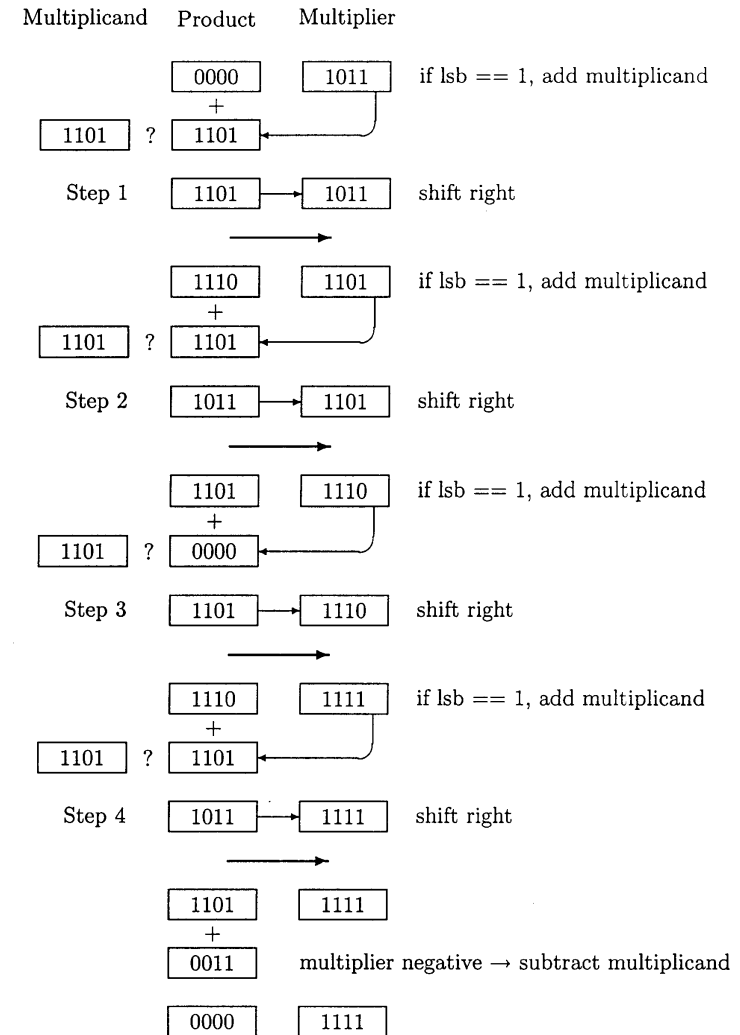 Multiplicand Product Multiplier
0000 1011 if lsb == 1, add multiplicand
+
1101 ? 1101
Step 1 1101 1011 shift right
1110 1101 if lsb == 1, add multiplicand
+
1101 ? 1101
Step 2 1011 1101 shift right
1101 1110 if lsb == 1, add multiplicand
+
1101 ? 0000
Step 3 1101 1110 shift right
1110 1111 if lsb == 1, add multiplicand
+
1101 ? 1101
Step 4 1011 1111 shift right
1101 1111
+
0011 multiplier negative → subtract multiplicand
0000 1111